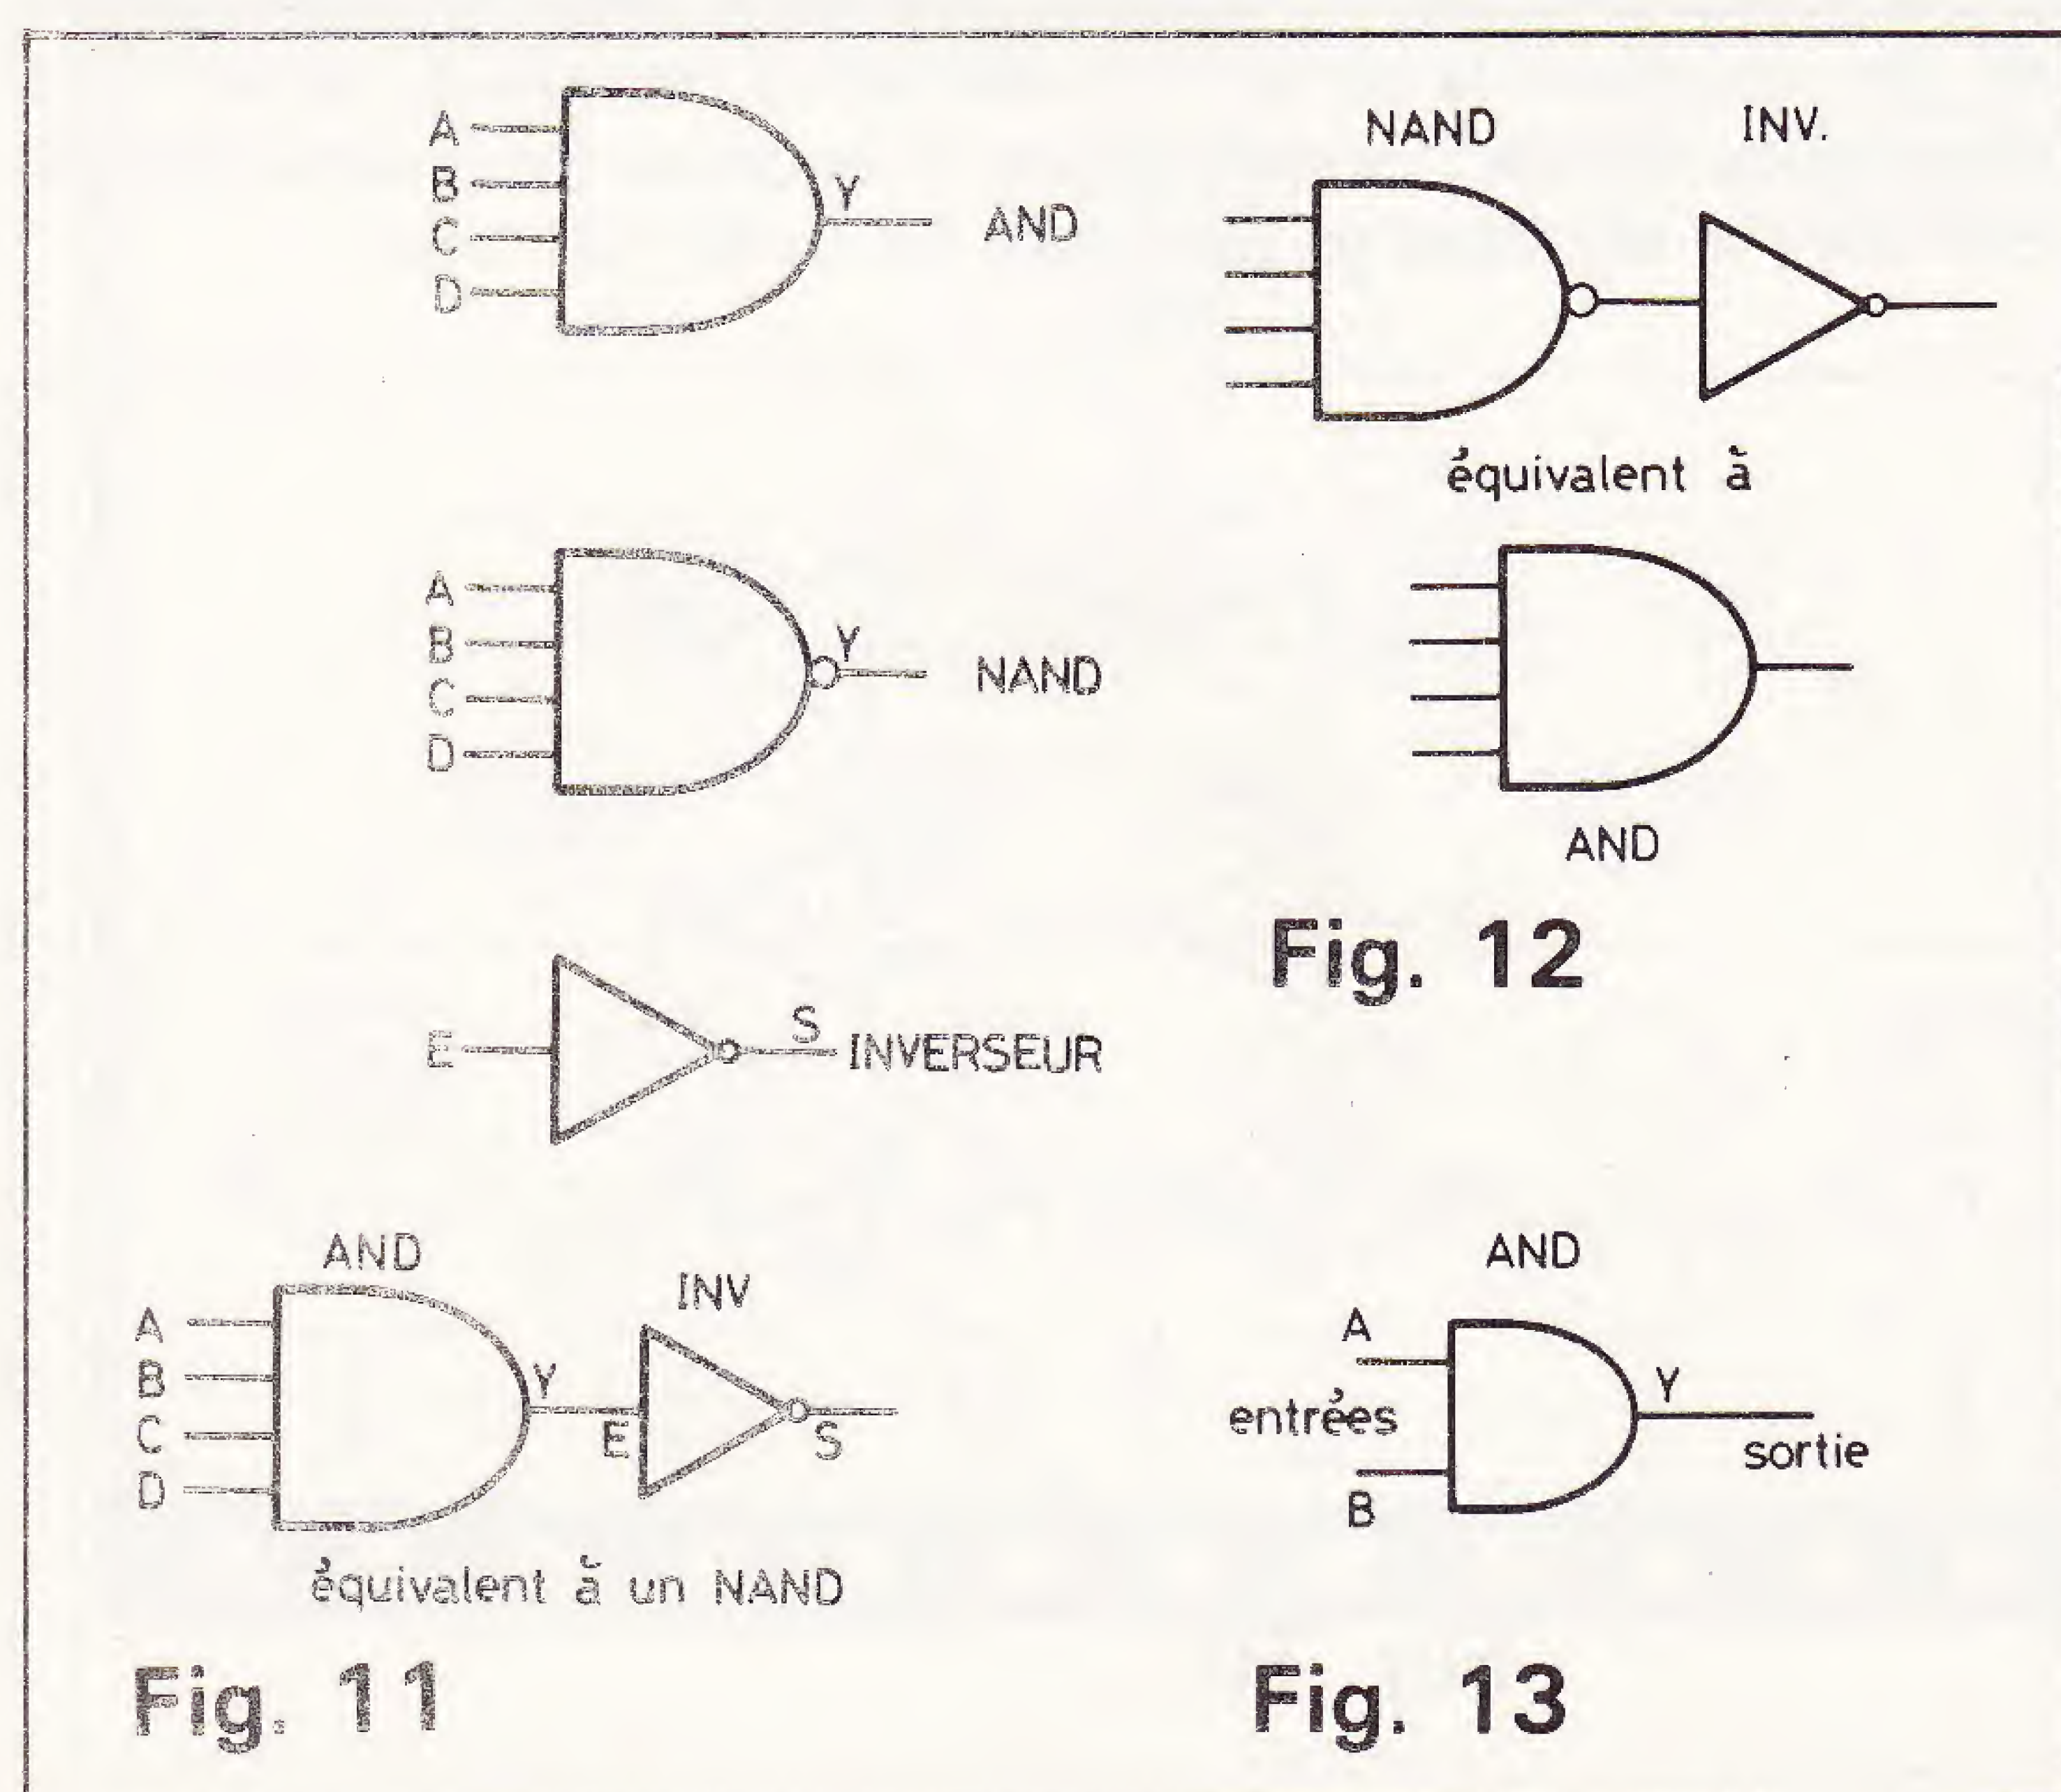 A
B
C
D
Y
AND
A
B
C
D
Y
NAND
E
S
INVERSEUR
AND
INV
A
B
C
D
Y
E
S
équivalent à un NAND
Fig. 11
NAND
INV.
équivalent à
AND
Fig. 12
AND
A
entrées
B
Y
sortie
Fig. 13